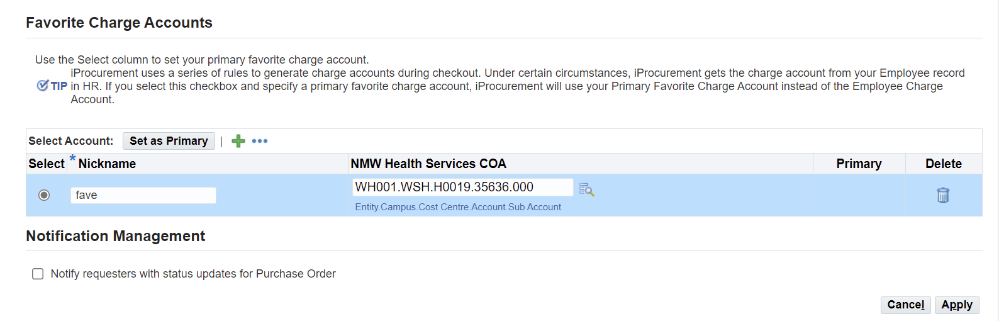 Favorite Charge Accounts
Use the Select column to set your primary favorite charge account.
iProcurement uses a series of rules to generate charge accounts during checkout. Under certain circumstances, iProcurement gets the charge account from your Employee record
TIP in HR. If you select this checkbox and specify a primary favorite charge account, iProcurement will use your Primary Favorite Charge Account instead of the Employee Charge
Account.
Select Account: Set as Primary |
Select * Nickname NMW Health Services COA Primary Delete
fave WH001.WSH.H0019.35636.000
Entity.Campus.Cost Centre.Account.Sub Account
Notification Management
Notify requesters with status updates for Purchase Order
Cancel Apply